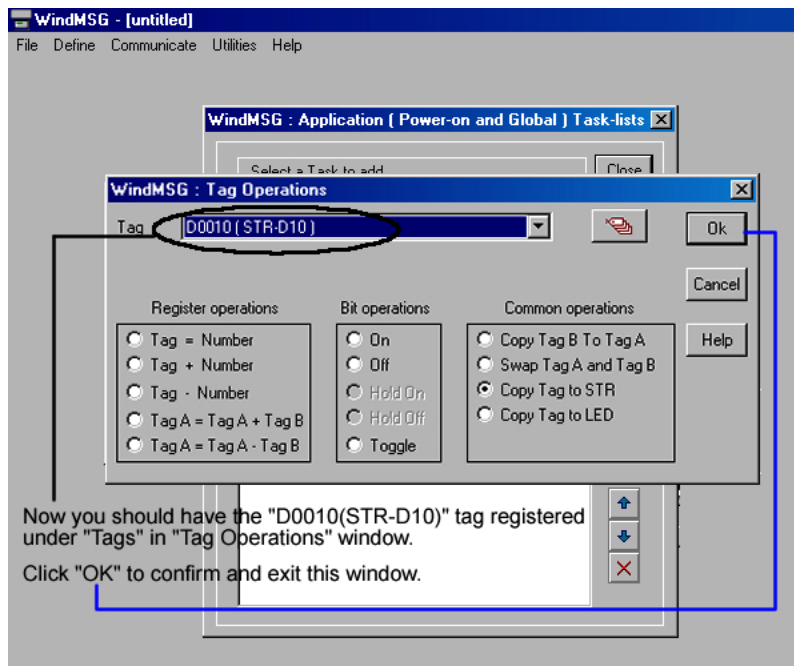 WindMSG - [untitled]
File Define Communicate Utilities Help
WindMSG : Application ( Power-on and Global ) Task-lists
Select a Task to add
Close
WindMSG : Tag Operations
Tag D0010 ( STR-D10 )
Ok
Cancel
Help
Register operations
Tag = Number
Tag + Number
Tag - Number
Tag A = Tag A + Tag B
Tag A = Tag A - Tag B
Bit operations
On
Off
Hold On
Hold Off
Toggle
Common operations
Copy Tag B To Tag A
Swap Tag A and Tag B
Copy Tag to STR
Copy Tag to LED
Now you should have the "D0010(STR-D10)" tag registered
under "Tags" in "Tag Operations" window.
Click "OK" to confirm and exit this window.